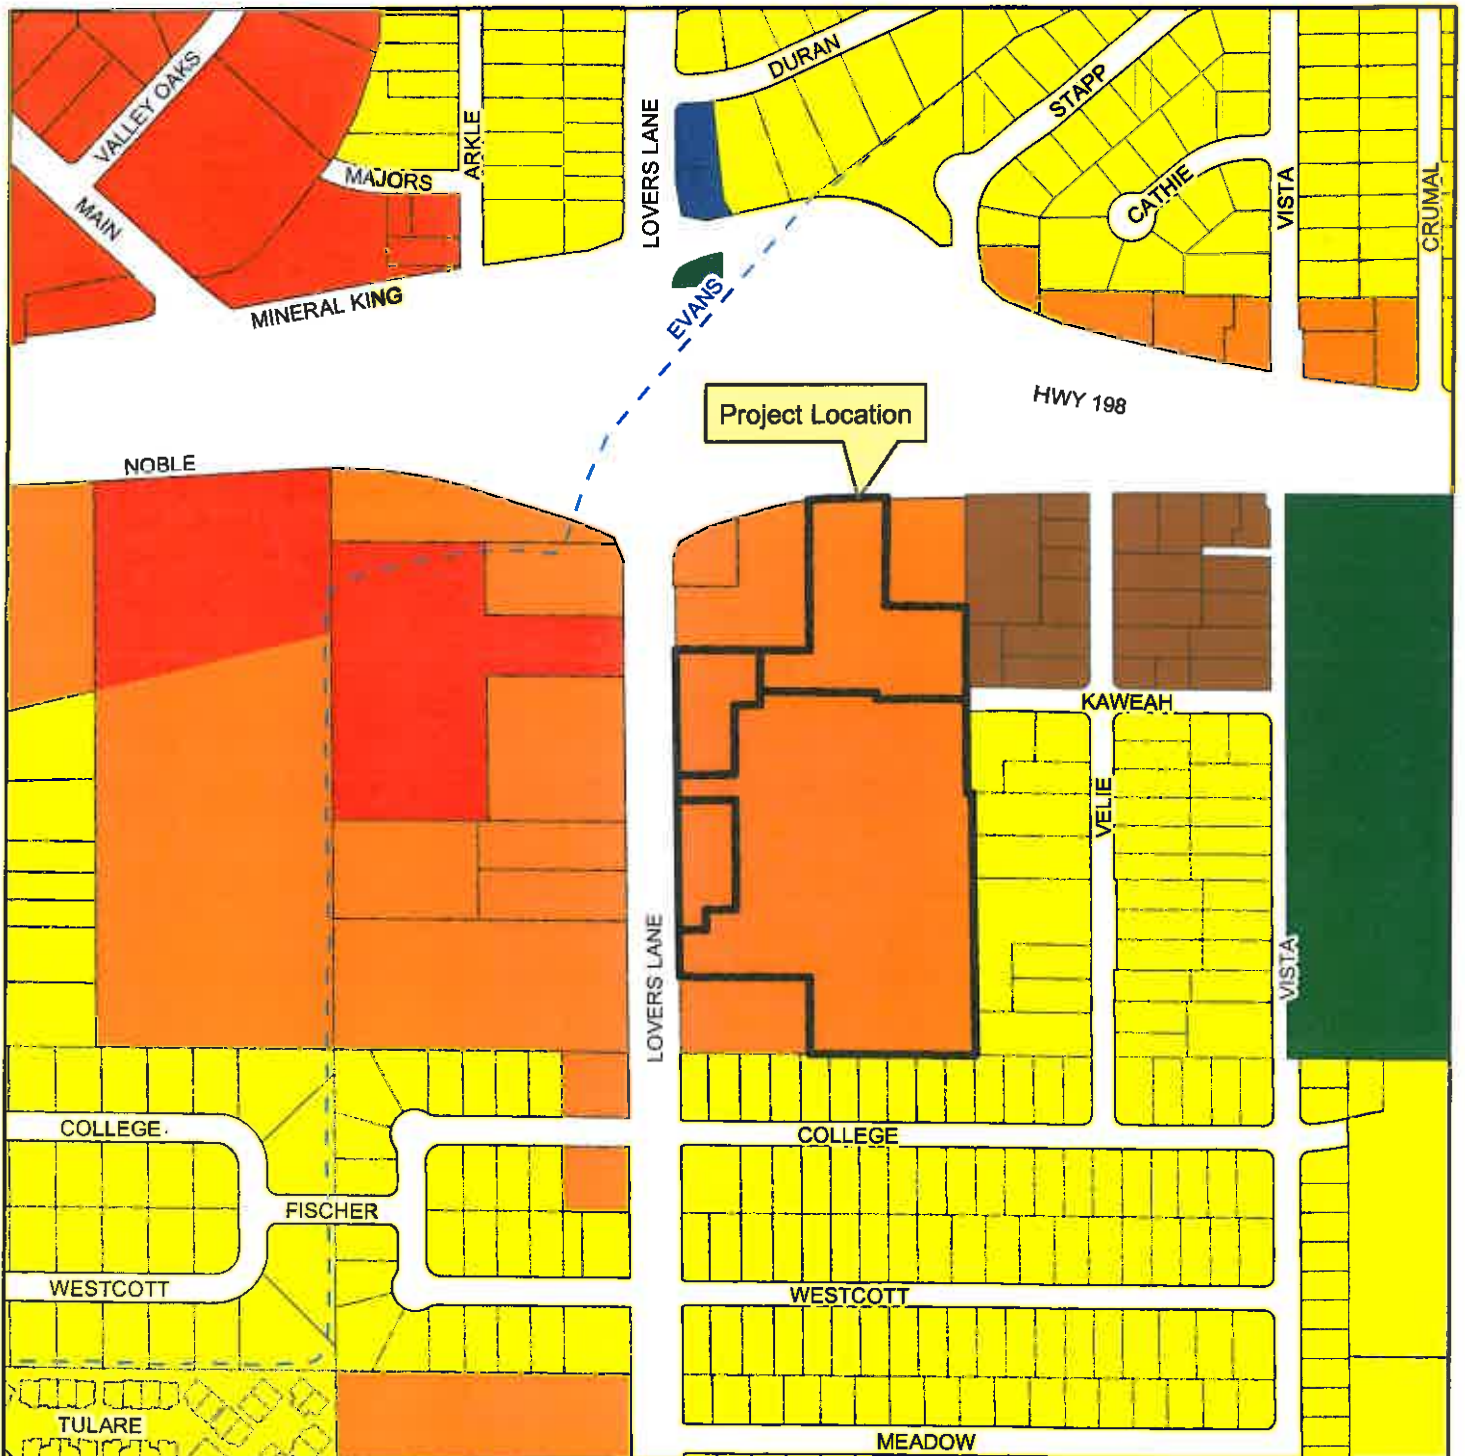 DURAN
VALLEY OAKS
STAPP
ARKLE
LOVERS LANE
MAJORS
CATHIE
VISTA
CRUMAL
MAIN
MINERAL KING
EVANS
HWY 198
Project Location
NOBLE
KAWEAH
VELIE
LOVERS LANE
VISTA
COLLEGE
COLLEGE
FISCHER
WESTCOTT
WESTCOTT
TULARE
MEADOW